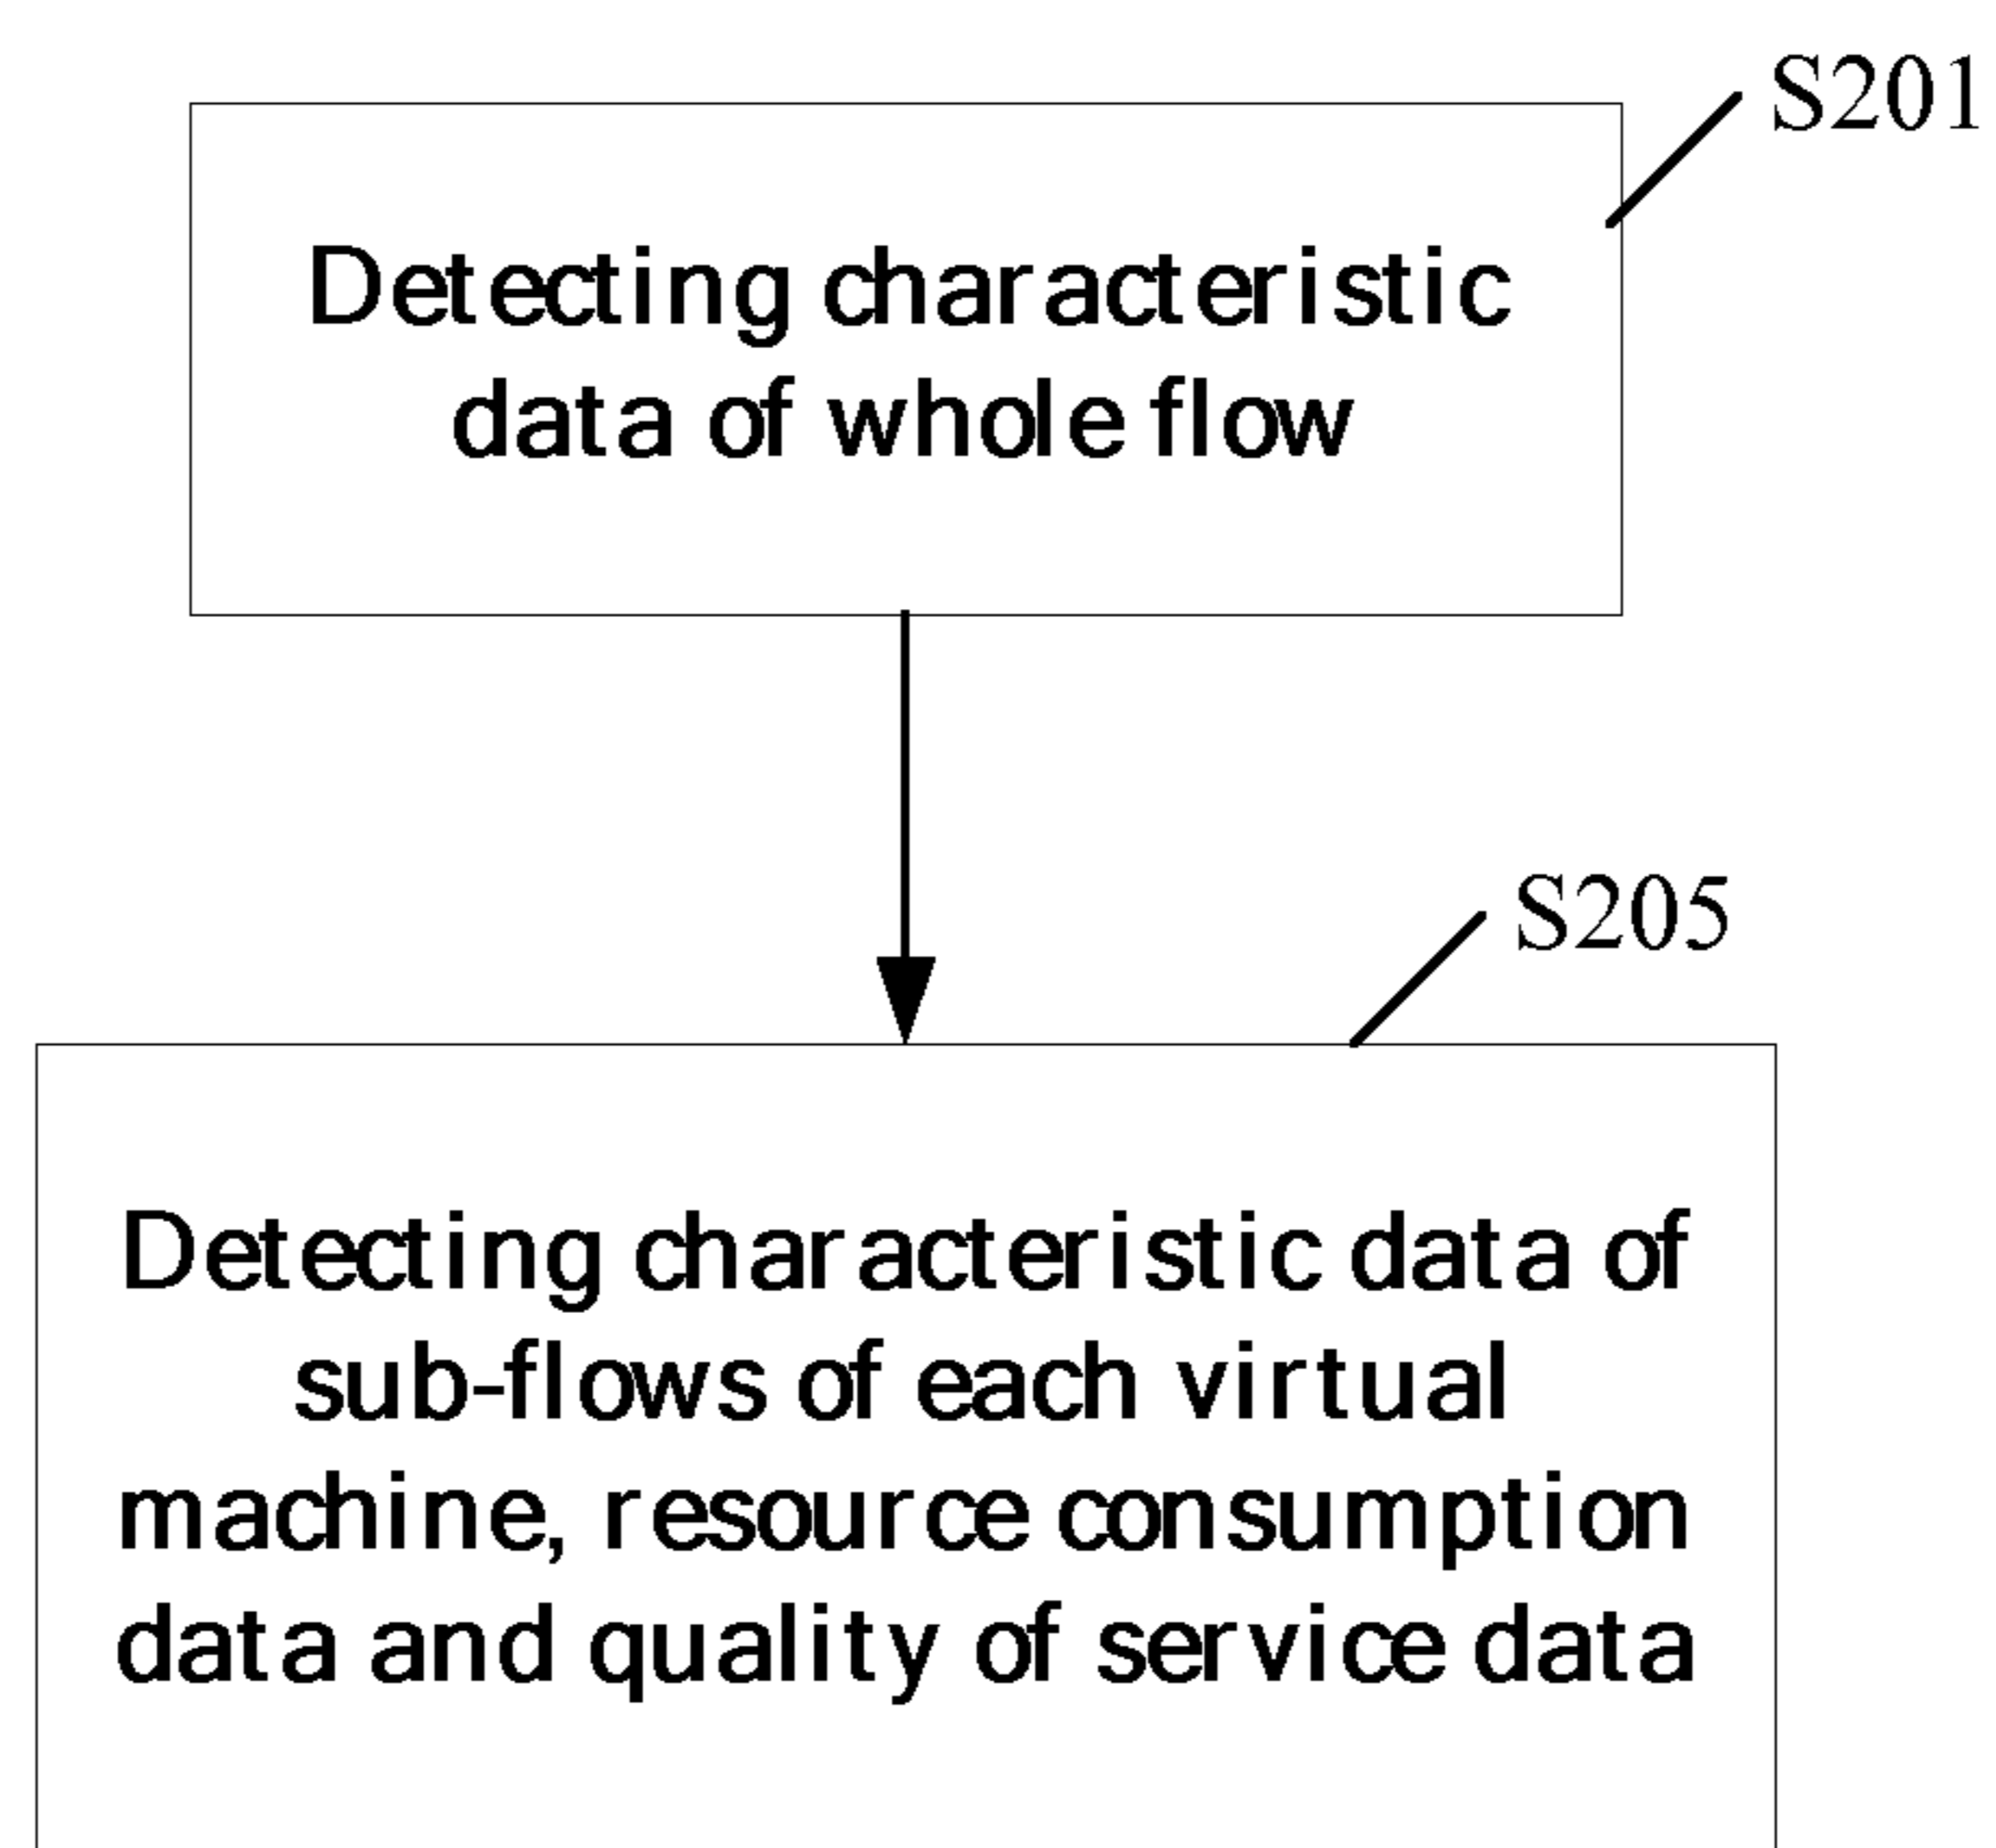 S201
Detecting characteristic
data of whole flow
S205
Detecting characteristic data of
sub-flows of each virtual
machine, resource consumption
data and quality of service data